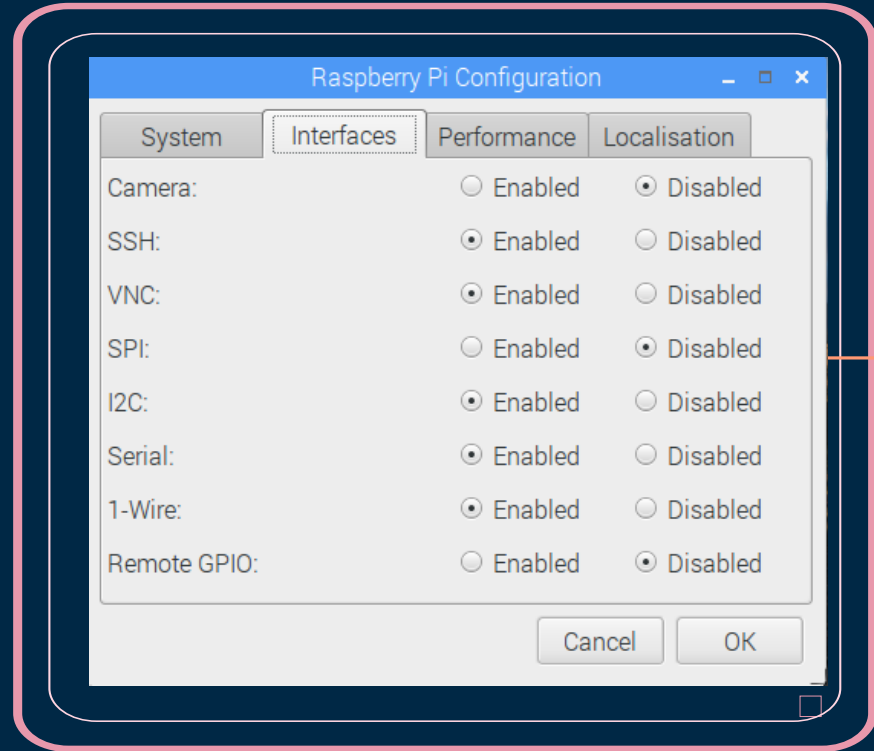 Raspberry Pi Configuration
System Interfaces Performance Localisation
Camera: Enabled Disabled
SSH: Enabled Disabled
VNC: Enabled Disabled
SPI: Enabled Disabled
I2C: Enabled Disabled
Serial: Enabled Disabled
1-Wire: Enabled Disabled
Remote GPIO: Enabled Disabled
Cancel OK